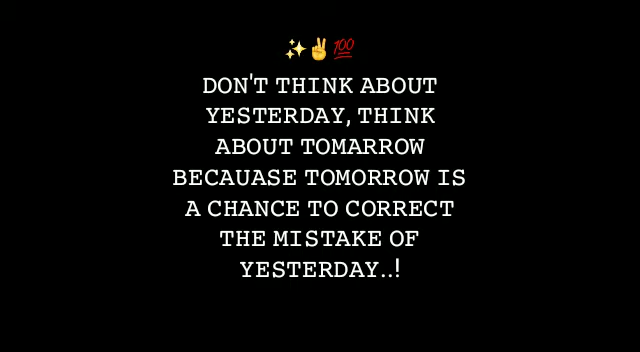 ✨✌💯
DON'T THINK ABOUT
YESTERDAY, THINK
ABOUT TOMARROW
BECAUASE TOMORROW IS
A CHANCE TO CORRECT
THE MISTAKE OF
YESTERDAY..!